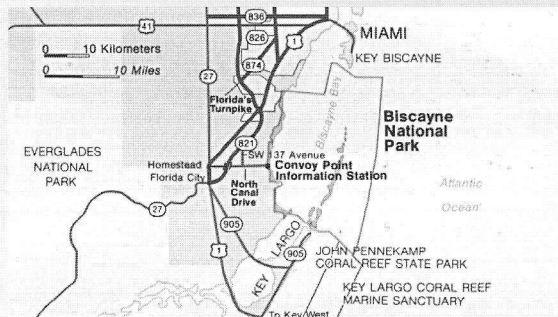 836
41
826
1
MIAMI
0 10 Kilometers
KEY BISCAYNE
874
0 10 Miles
27
Florida's
Turnpike
Biscayne Bay
Biscayne
National
Park
821
EVERGLADES
NATIONAL
PARK
SW 137 Avenue
Homestead
Convoy Point
Information Station
Florida City
North
Canal
Drive
Atlantic
Ocean
27
905
1
KEY LARGO
905
JOHN PENNEKAMP
CORAL REEF STATE PARK
KEY LARGO CORAL REEF
MARINE SANCTUARY
To Key West